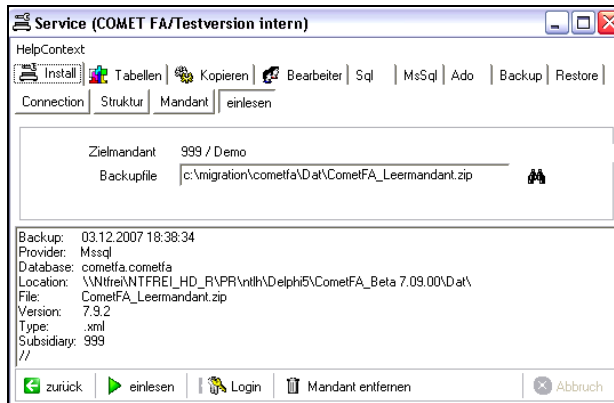 Service (COMET FA/Testversion intern)
HelpContext
Install Tabellen Kopieren Bearbeiter Sql MsSql Ado Backup Restore
Connection Struktur Mandant einlesen
Zielmandant 999 / Demo
Backupfile c:\migration\cometfa\Dat\CometFA_Leermandant.zip
Backup: 03.12.2007 18:38:34
Provider: Mssql
Database: cometfa.cometfa
Location: \\Ntfrei\NTFREI_HD_R\PR\ntlh\Delphi5\CometFA_Beta 7.09.00\Dat\
File: CometFA_Leermandant.zip
Version: 7.9.2
Type: .xml
Subsidiary: 999
//
zurück einlesen Login Mandant entfernen Abbruch